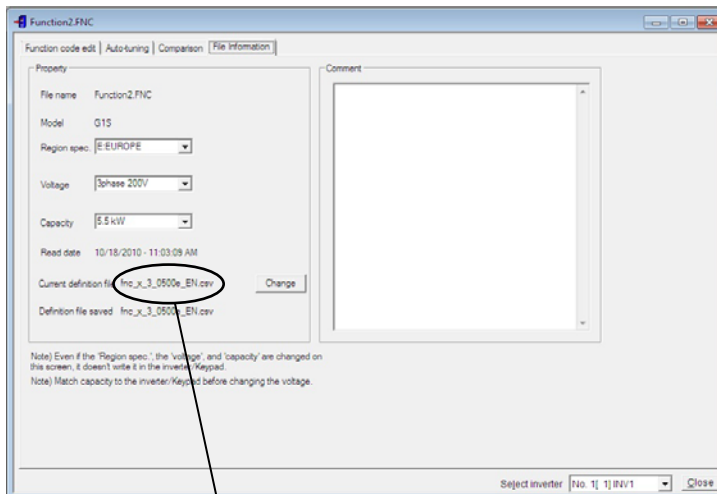 Function2.FNC
Function code edit Auto-tuning Comparison File Information
Property
File name Function2.FNC
Model G1S
Region spec. E:EUROPE
Voltage 3phase 200V
Capacity 5.5 kW
Read date 10/18/2010 - 11:03:09 AM
Current definition file fnc_x_3_0500e_EN.csv Change
Definition file saved fnc_x_3_0500e_EN.csv
Comment
Note) Even if the 'Region spec.', the 'voltage', and 'capacity' are changed on
this screen, it doesn't write it in the inverter/Keypad.
Note) Match capacity to the inverter/Keypad before changing the voltage.
Select inverter No. 1[ 1] INV1 Close